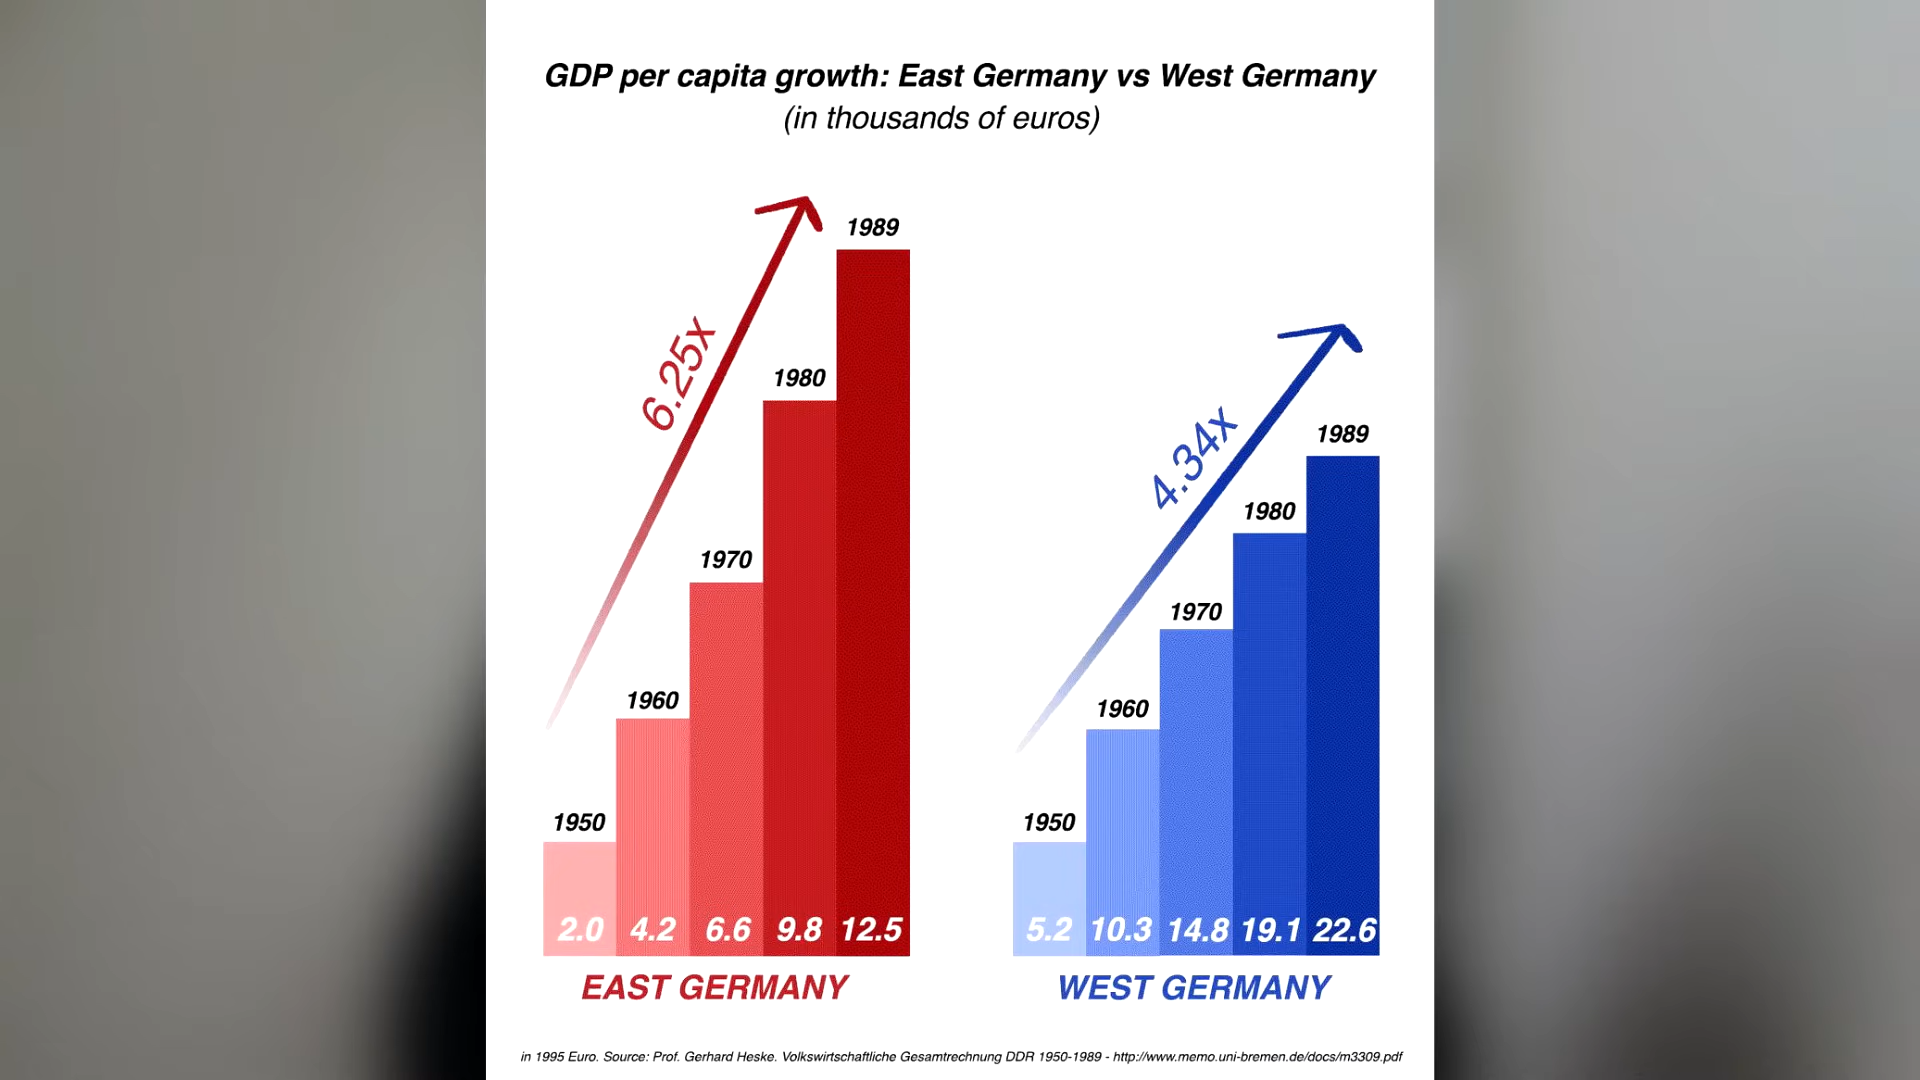 GDP per capita growth: East Germany vs West Germany
(in thousands of euros)
6.25x
1950
1960
1970
1980
1989
2.0 4.2 6.6 9.8 12.5
EAST GERMANY
4.34x
1950
1960
1970
1980
1989
5.2 10.3 14.8 19.1 22.6
WEST GERMANY
in 1995 Euro. Source: Prof. Gerhard Heske. Volkswirtschaftliche Gesamtrechnung DDR 1950-1989 - http://www.memo.uni-bremen.de/docs/m3309.pdf